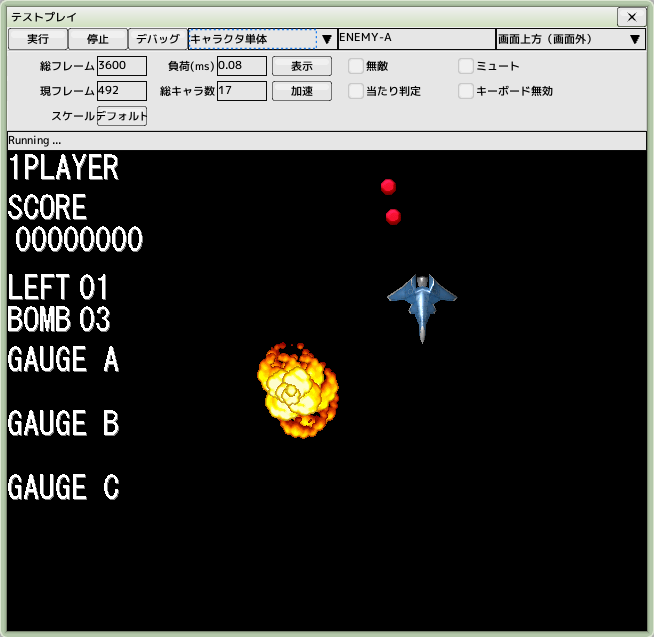 テストプレイ
実行 停止 デバッグ キャラクタ単体 ▼ ENEMY-A 画面上方（画面外） ▼
総フレーム 3600 負荷(ms) 0.08 表示 無敵 ミュート
現フレーム 492 総キャラ数 17 加速 当たり判定 キーボード無効
スケール デフォルト
Running ...
1PLAYER
SCORE
00000000
LEFT 01
BOMB 03
GAUGE A
GAUGE B
GAUGE C